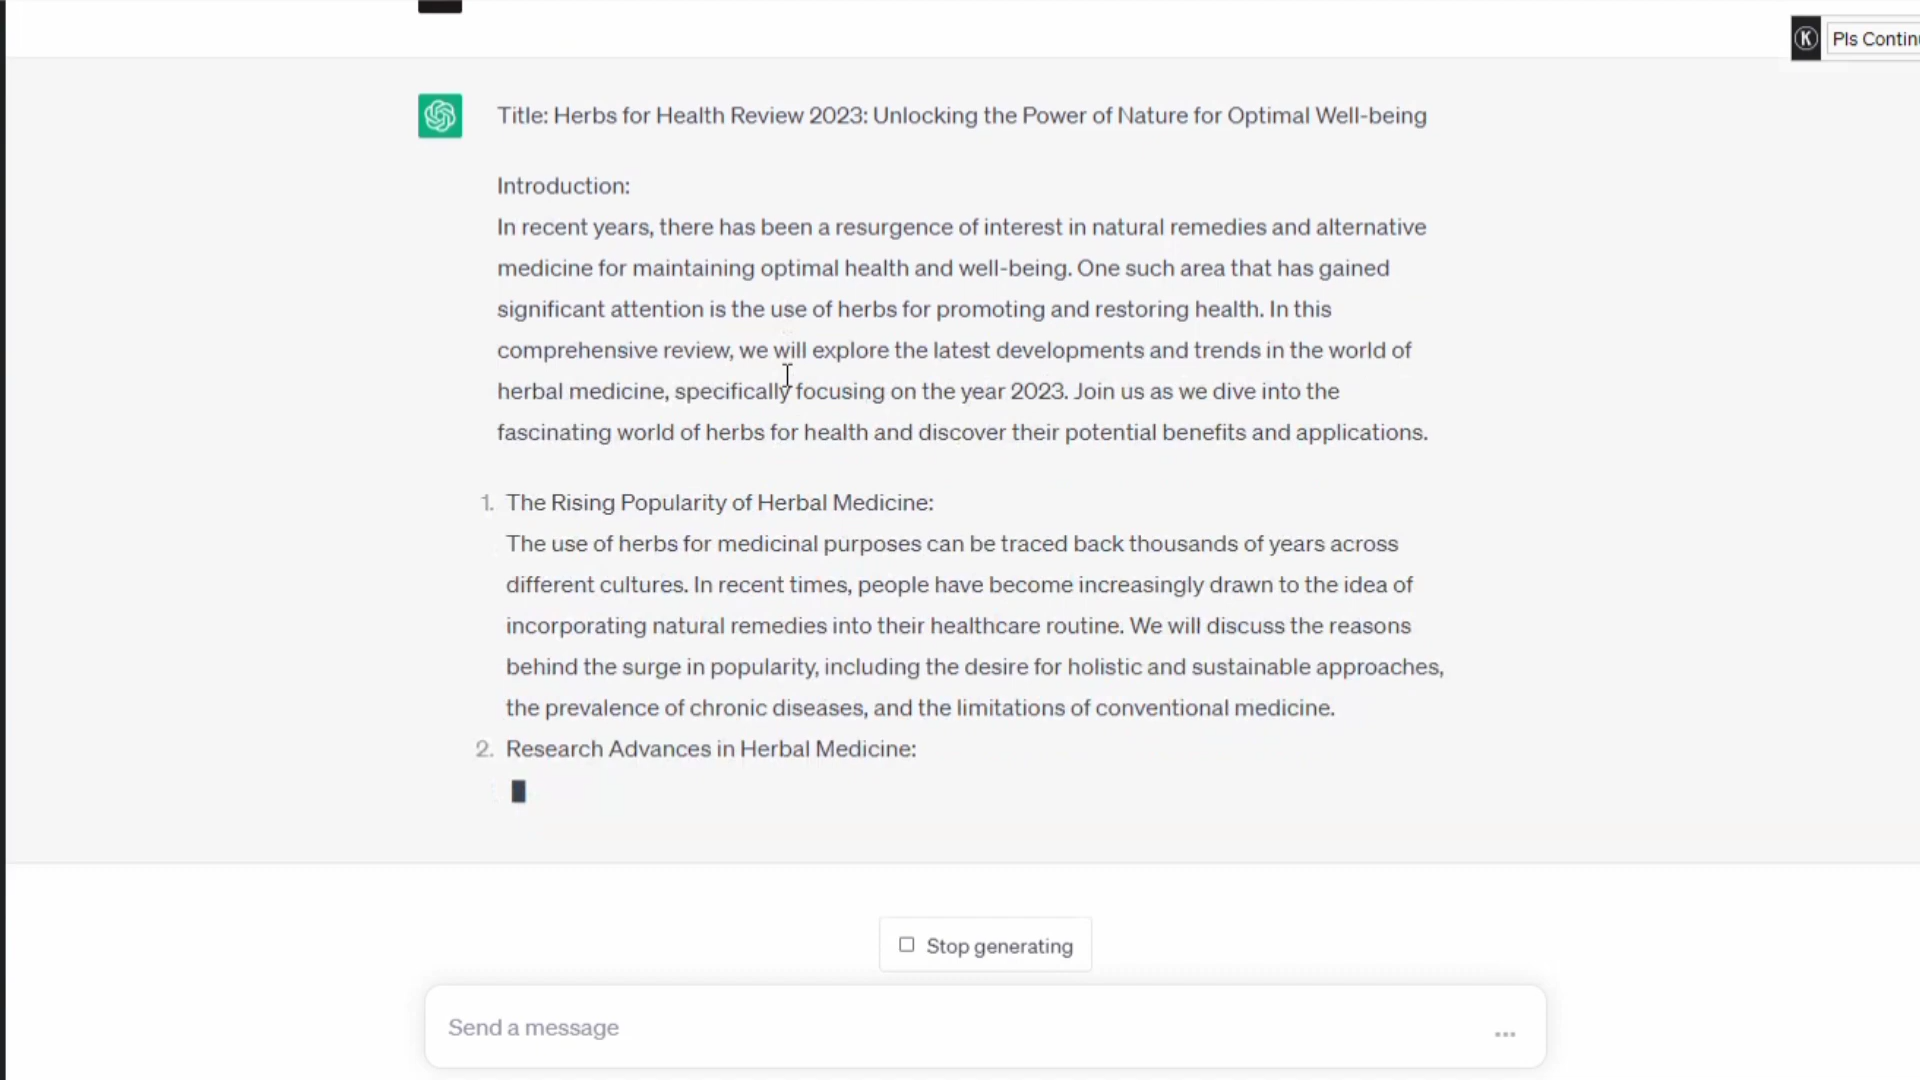 Pls Contin
Title: Herbs for Health Review 2023: Unlocking the Power of Nature for Optimal Well-being
Introduction:
In recent years, there has been a resurgence of interest in natural remedies and alternative
medicine for maintaining optimal health and well-being. One such area that has gained
significant attention is the use of herbs for promoting and restoring health. In this
comprehensive review, we will explore the latest developments and trends in the world of
herbal medicine, specifically focusing on the year 2023. Join us as we dive into the
fascinating world of herbs for health and discover their potential benefits and applications.
1. The Rising Popularity of Herbal Medicine:
The use of herbs for medicinal purposes can be traced back thousands of years across
different cultures. In recent times, people have become increasingly drawn to the idea of
incorporating natural remedies into their healthcare routine. We will discuss the reasons
behind the surge in popularity, including the desire for holistic and sustainable approaches,
the prevalence of chronic diseases, and the limitations of conventional medicine.
2. Research Advances in Herbal Medicine:
Stop generating
Send a message